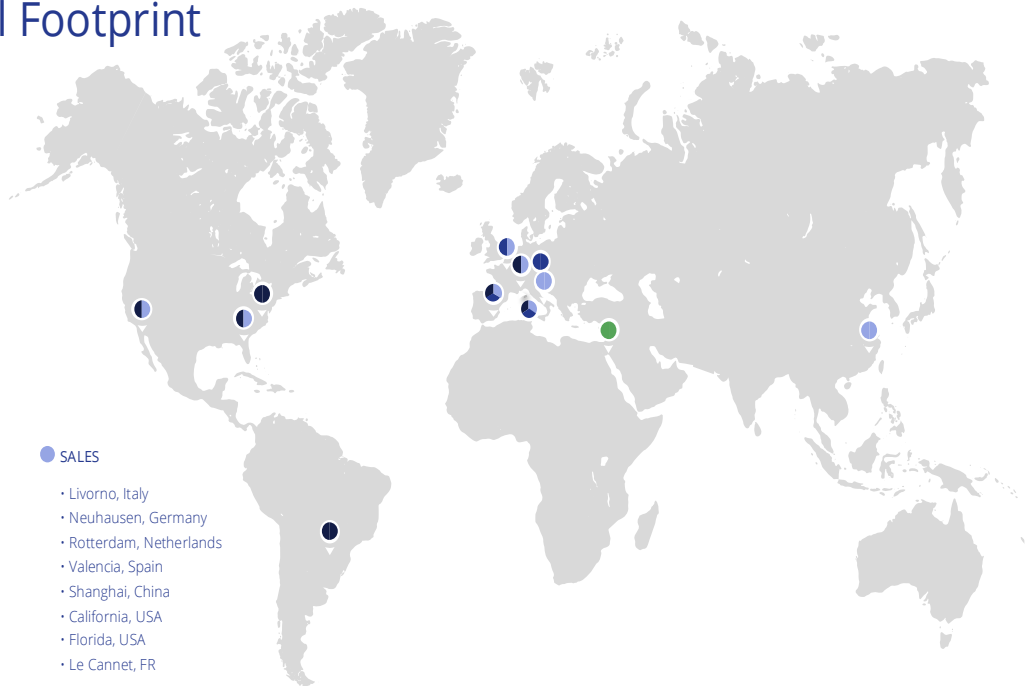 l Footprint
SALES
• Livorno, Italy
• Neuhausen, Germany
• Rotterdam, Netherlands
• Valencia, Spain
• Shanghai, China
• California, USA
• Florida, USA
• Le Cannet, FR